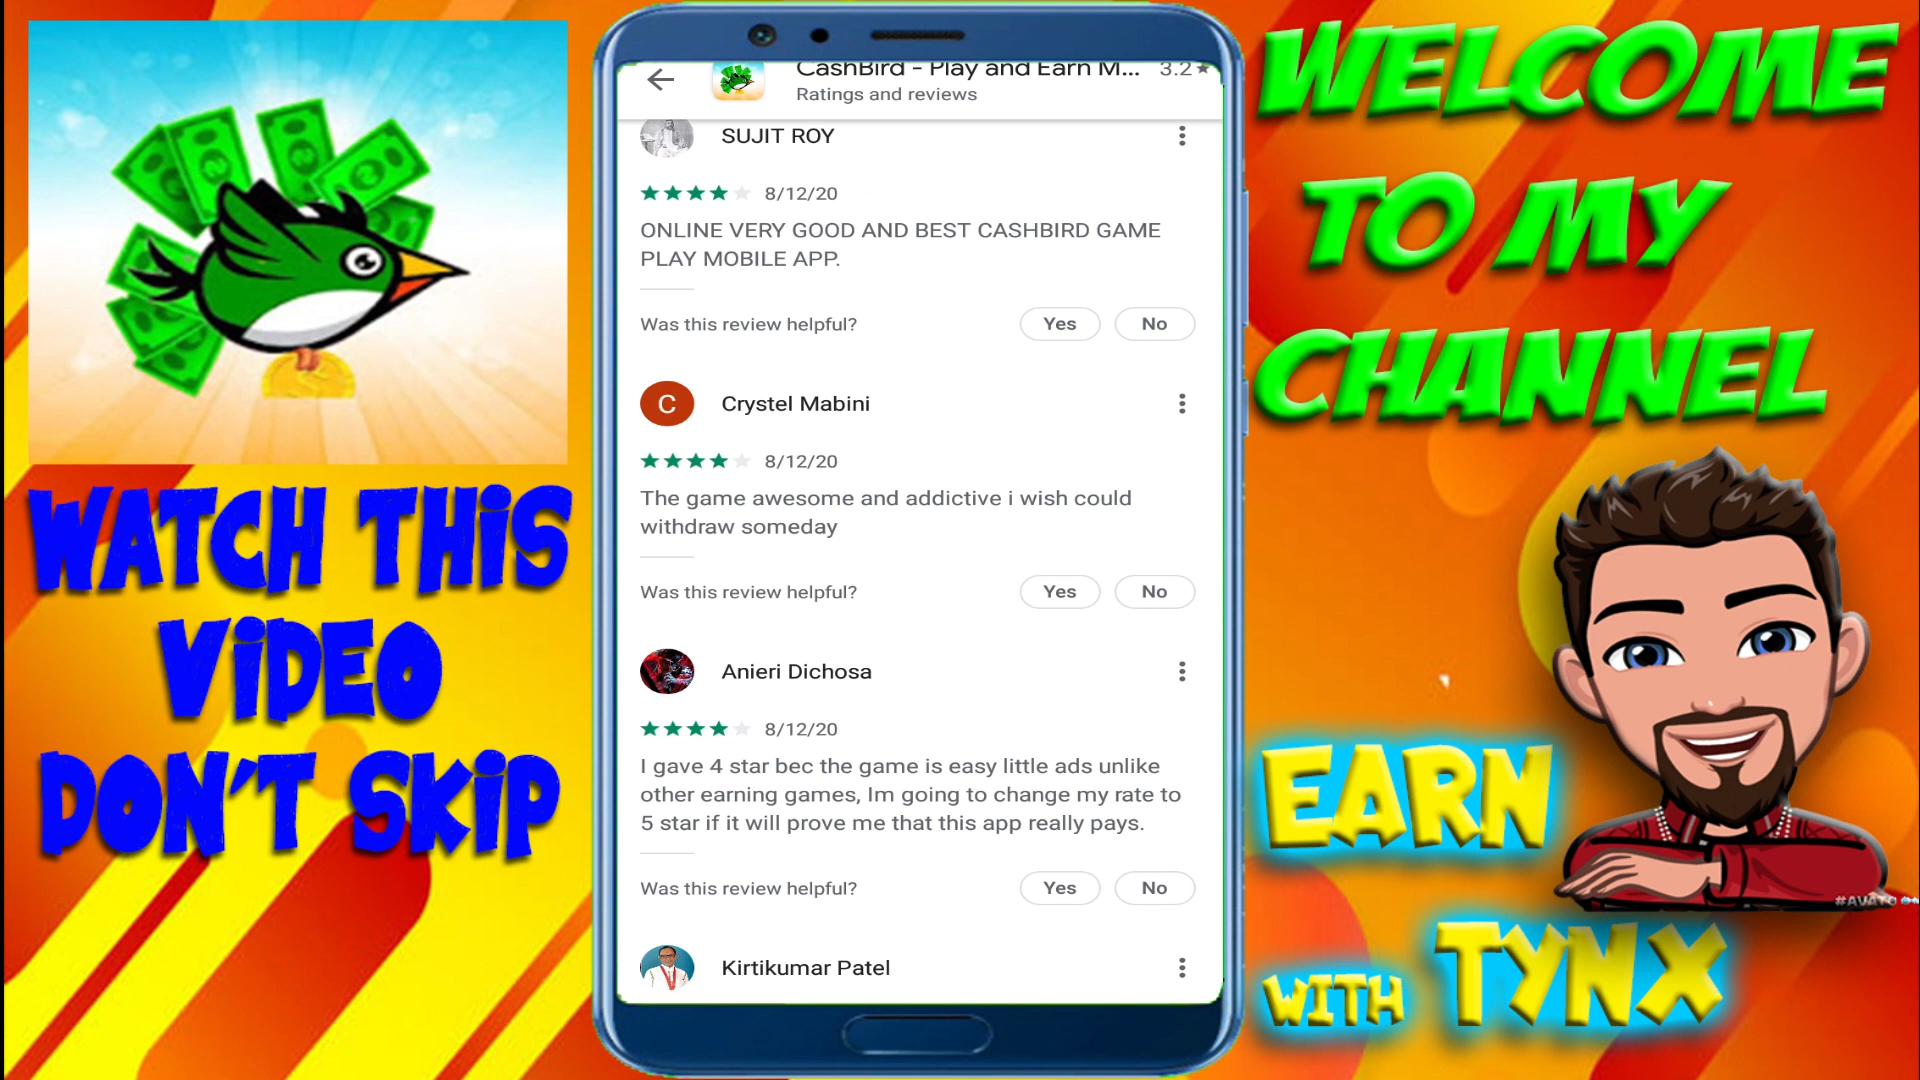 CashBird - Play and Earn M... 3.2★
Ratings and reviews
SUJIT ROY
8/12/20
ONLINE VERY GOOD AND BEST CASHBIRD GAME
PLAY MOBILE APP.
Was this review helpful? Yes No
C Crystel Mabini
8/12/20
The game awesome and addictive i wish could
withdraw someday
Was this review helpful? Yes No
Anieri Dichosa
8/12/20
I gave 4 star bec the game is easy little ads unlike
other earning games, Im going to change my rate to
5 star if it will prove me that this app really pays.
Was this review helpful? Yes No
Kirtikumar Patel
WATCH THiS
ViDEO
DON'T SKiP
WELCOME
TO MY
CHANNEL
EARN
WITH TYNX